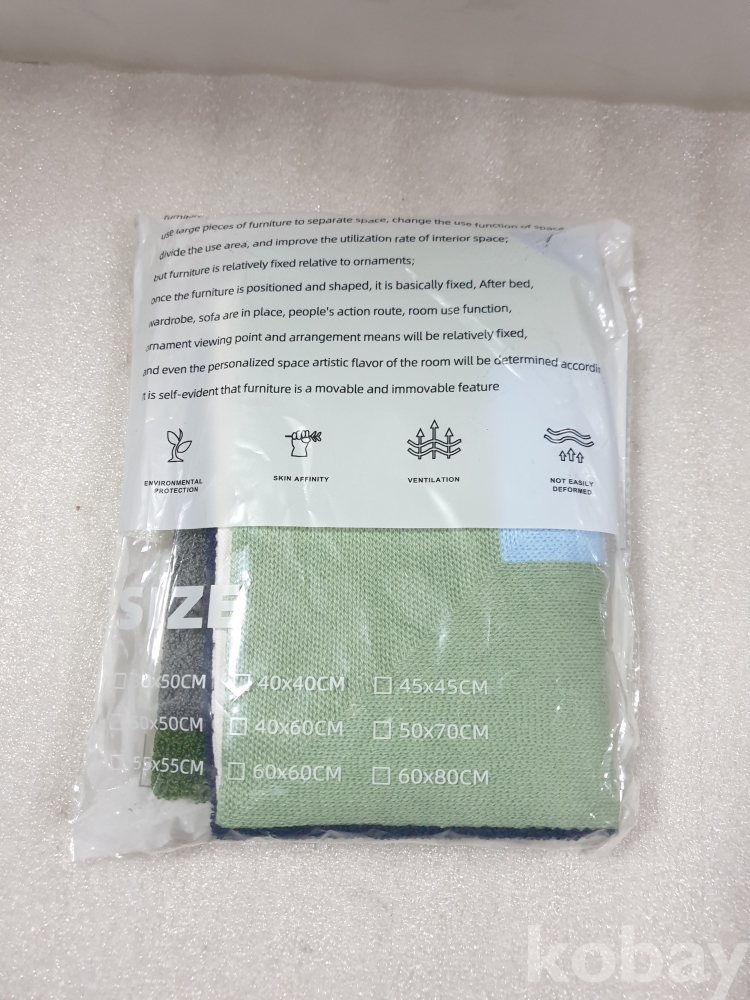 use large pieces of furniture to separate space, change the use function of space
divide the use area, and improve the utilization rate of interior space;
but furniture is relatively fixed relative to ornaments;
once the furniture is positioned and shaped, it is basically fixed, After bed,
wardrobe, sofa are in place, people's action route, room use function,
ornament viewing point and arrangement means will be relatively fixed,
and even the personalized space artistic flavor of the room will be determined accordi
t is self-evident that furniture is a movable and immovable feature
ENVIRONMENTAL
PROTECTION
SKIN AFFINITY
VENTILATION
NOT EASILY
DEFORMED
SIZE
40x40CM
45x45CM
50x50CM
40x60CM
50x70CM
55x55CM
60x60CM
60x80CM
kobay